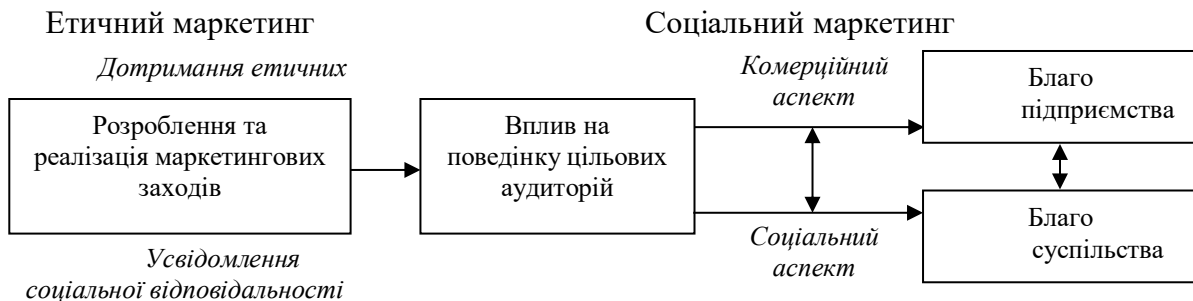 Етичний маркетинг
Соціальний маркетинг
Дотримання етичних
Розроблення та
реалізація маркетингових
заходів
Усвідомлення
соціальної відповідальності
Вплив на
поведінку цільових
аудиторій
Комерційний
аспект
Соціальний
аспект
Благо
підприємства
Благо
суспільства